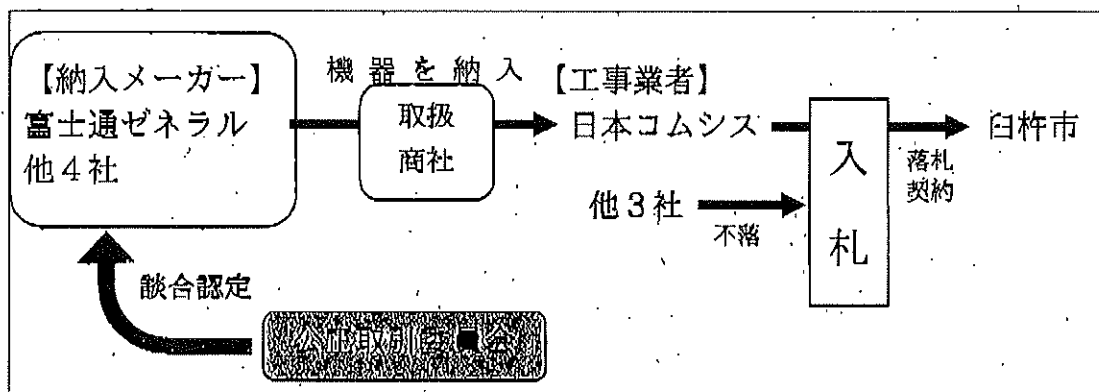 【納入メーカー】
富士通ゼネラル
他4社
機器を納入
取扱
商社
【工事業者】
日本コムシス
他3社
不落
入
札
落札
契約
臼杵市
談合認定
公正取引委員会